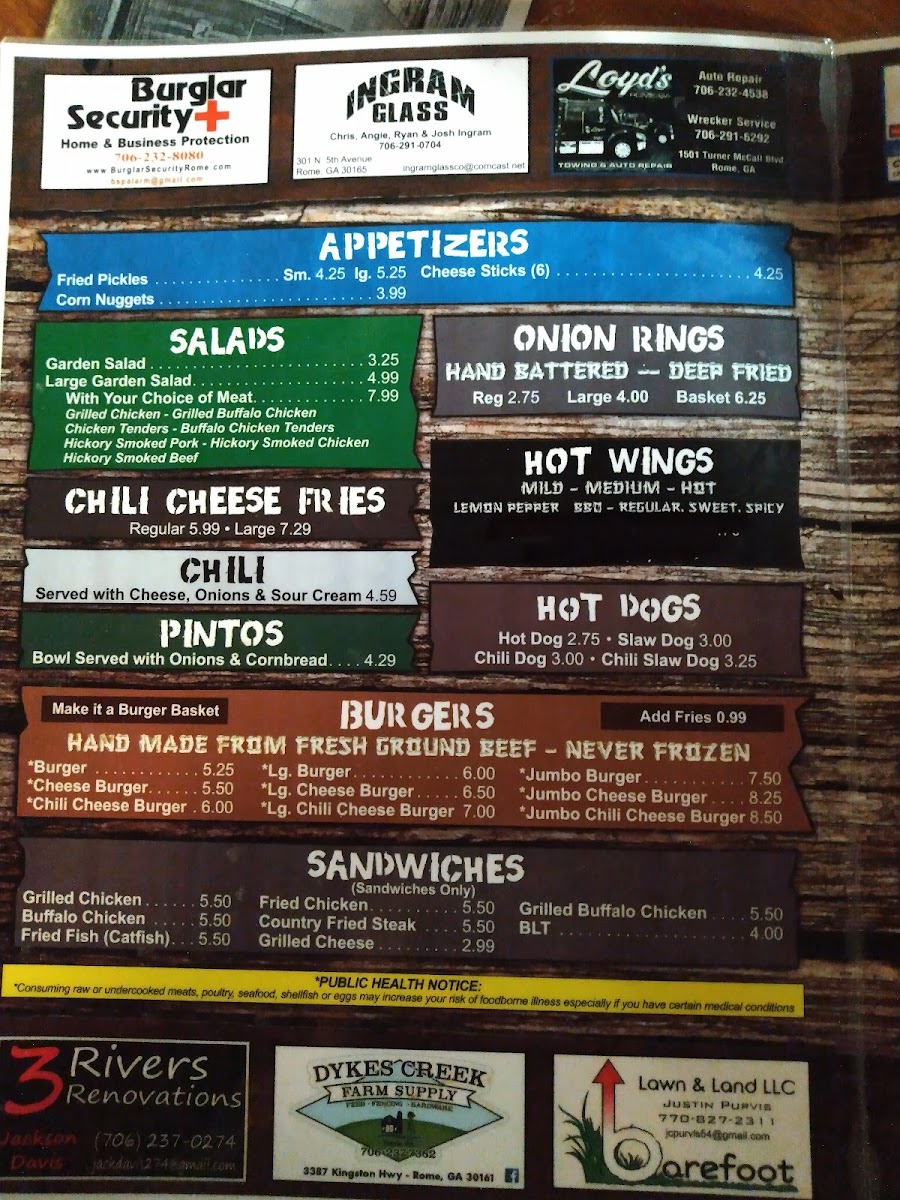 Burglar
Security+
Home & Business Protection
706-232-8080
www.BurglarSecurityRome.com
bspalarm@gmail.com
INGRAM
GLASS
Chris, Angie, Ryan & Josh Ingram
706-291-0704
301 N. 5th Avenue
Rome, GA 30165
ingramglassco@comcast.net
Loyd's
TOWING & AUTO REPAIR
Auto Repair
706-232-4538
Wrecker Service
706-291-5292
1501 Turner McCall Blvd
Rome, GA
APPETIZERS
Fried Pickles . . . . . . . . . . . . . . . . Sm. 4.25 lg. 5.25
Cheese Sticks (6) . . . . . . . . . . . . . . . . . . . . . . . . 4.25
Corn Nuggets . . . . . . . . . . . . . . . . . . . . . . . . . . . 3.99
SALADS
Garden Salad . . . . . . . . . . . . . . . . . . . . . . . . . . . 3.25
Large Garden Salad. . . . . . . . . . . . . . . . . . . . . . 4.99
With Your Choice of Meat. . . . . . . . . . . . . . 7.99
Grilled Chicken - Grilled Buffalo Chicken
Chicken Tenders - Buffalo Chicken Tenders
Hickory Smoked Pork - Hickory Smoked Chicken
Hickory Smoked Beef
ONION RINGS
HAND BATTERED — DEEP FRIED
Reg 2.75 Large 4.00 Basket 6.25
CHILI CHEESE FRIES
Regular 5.99 • Large 7.29
HOT WINGS
MILD - MEDIUM - HOT
LEMON PEPPER BBQ - REGULAR, SWEET, SPICY
CHILI
Served with Cheese, Onions & Sour Cream 4.59
PINTOS
Bowl Served with Onions & Cornbread. . . . 4.29
HOT DOGS
Hot Dog 2.75 • Slaw Dog 3.00
Chili Dog 3.00 • Chili Slaw Dog 3.25
Make it a Burger Basket
BURGERS
Add Fries 0.99
HAND MADE FROM FRESH GROUND BEEF - NEVER FROZEN
*Burger . . . . . . . . . . . . 5.25
*Cheese Burger. . . . . . 5.50
*Chili Cheese Burger . 6.00
*Lg. Burger. . . . . . . . . . . . 6.00
*Lg. Cheese Burger. . . . . 6.50
*Lg. Chili Cheese Burger 7.00
*Jumbo Burger. . . . . . . . . . . . 7.50
*Jumbo Cheese Burger . . . . 8.25
*Jumbo Chili Cheese Burger 8.50
SANDWICHES
(Sandwiches Only)
Grilled Chicken . . . . . . 5.50
Buffalo Chicken . . . . . 5.50
Fried Fish (Catfish). . . 5.50
Fried Chicken. . . . . . . . . . . 5.50
Country Fried Steak . . . . 5.50
Grilled Cheese . . . . . . . . . 2.99
Grilled Buffalo Chicken . . . . 5.50
BLT . . . . . . . . . . . . . . . . . . . . . 4.00
*PUBLIC HEALTH NOTICE:
*Consuming raw or undercooked meats, poultry, seafood, shellfish or eggs may increase your risk of foodborne illness especially if you have certain medical conditions
3 Rivers
Renovations
Jackson
Davis
(706) 237-0274
jackdavis274@gmail.com
DYKES CREEK
FARM SUPPLY
FEED - FENCING - HARDWARE
706-232-7362
3387 Kingston Hwy - Rome, GA 30161
Lawn & Land LLC
JUSTIN PURVIS
770-827-2311
jcpurvis54@gmail.com
barefoot